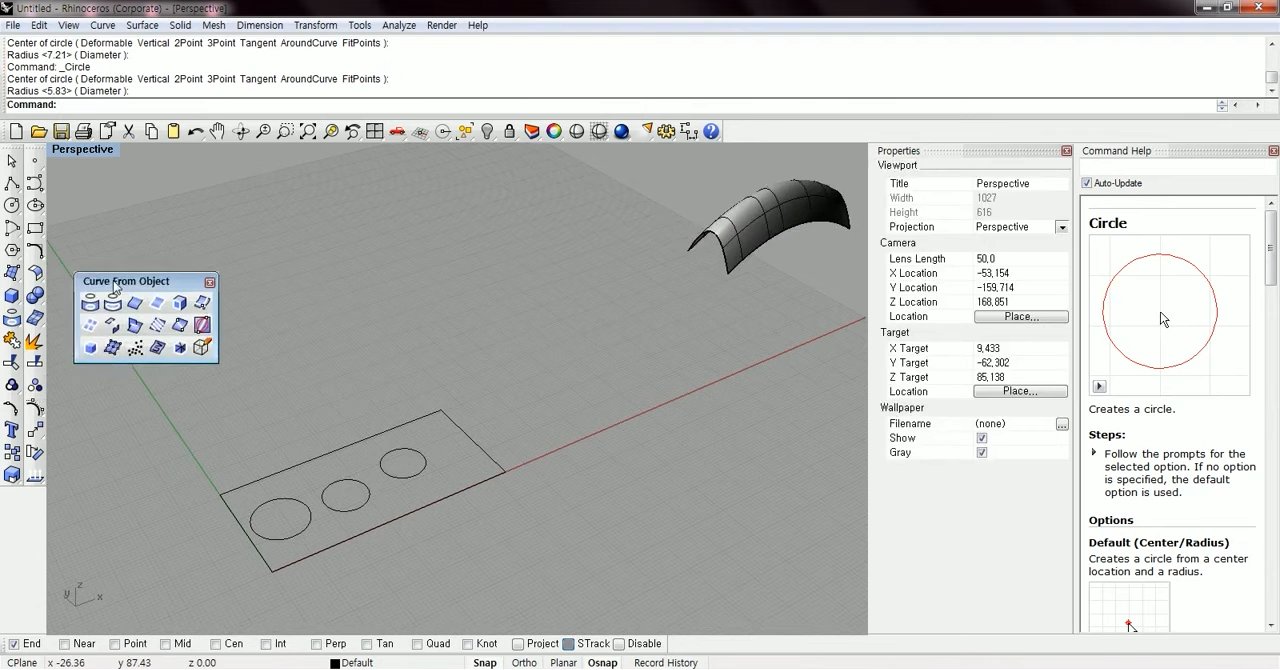 Untitled - Rhinoceros (Corporate) - [Perspective]
File Edit View Curve Surface Solid Mesh Dimension Transform Tools Analyze Render Help
Center of circle ( Deformable Vertical 2Point 3Point Tangent AroundCurve FitPoints ):
Radius <7.21> ( Diameter ):
Command: _Circle
Center of circle ( Deformable Vertical 2Point 3Point Tangent AroundCurve FitPoints ):
Radius <5.83> ( Diameter ):
Command:
Perspective
Curve From Object
z
y
x
Properties
Viewport
Title Perspective
Width 1027
Height 616
Projection Perspective
Camera
Lens Length 50,0
X Location -53,154
Y Location -159,714
Z Location 168,851
Location Place...
Target
X Target 9,433
Y Target -62,302
Z Target 85,138
Location Place...
Wallpaper
Filename (none) ...
Show
Gray
Command Help
Auto-Update
Circle
Creates a circle.
Steps:
Follow the prompts for the
selected option. If no option
is specified, the default
option is used.
Options
Default (Center/Radius)
Creates a circle from a center
location and a radius.
End Near Point Mid Cen Int Perp Tan Quad Knot Project STrack Disable
CPlane x -26.36 y 87.43 z 0.00 Default Snap Ortho Planar Osnap Record History